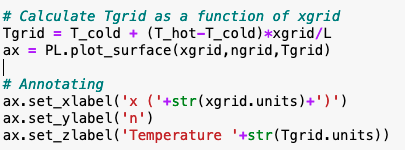 # Calculate Tgrid as a function of xgrid
Tgrid = T_cold + (T_hot-T_cold)*xgrid/L
ax = PL.plot_surface(xgrid,ngrid,Tgrid)
# Annotating
ax.set_xlabel('x ('+str(xgrid.units)+')')
ax.set_ylabel('n')
ax.set_zlabel('Temperature '+str(Tgrid.units))